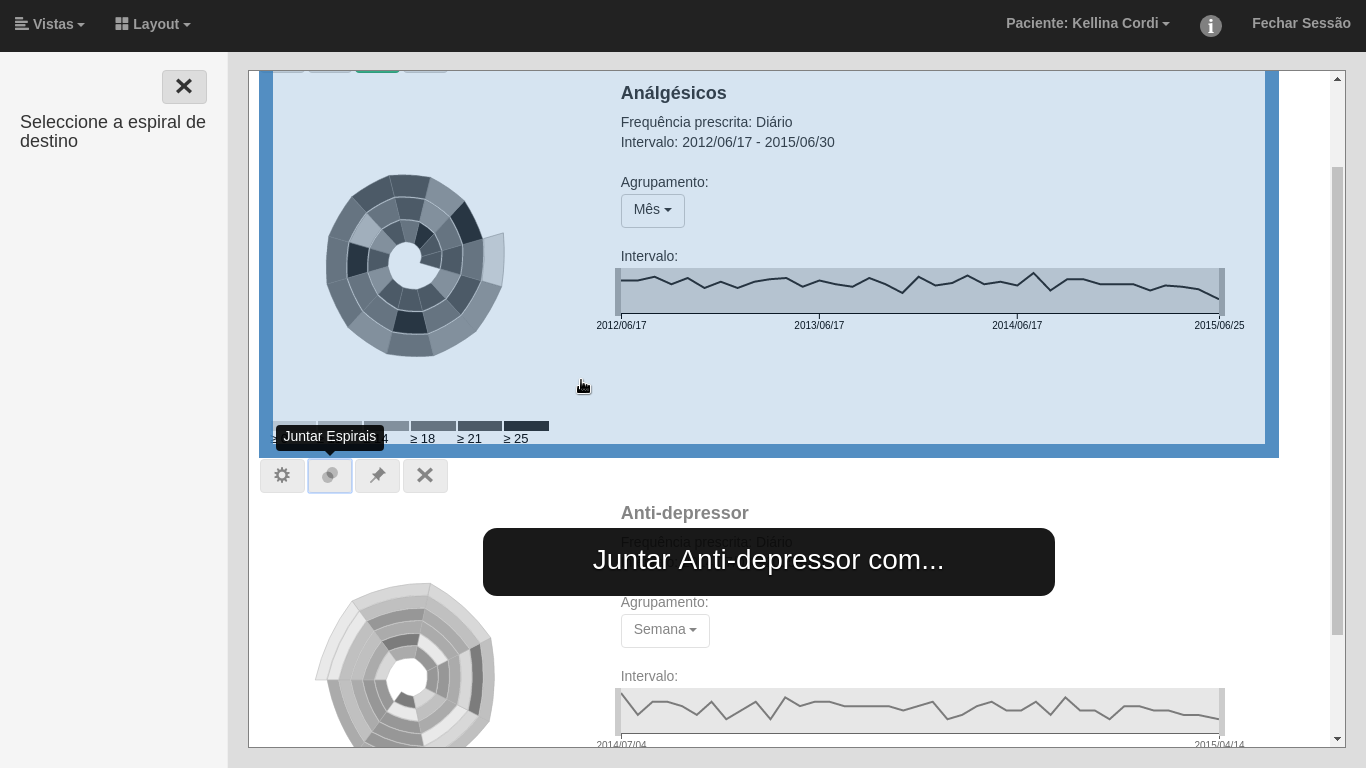 Vistas
Layout
Paciente: Kellina Cordi
Fechar Sessão
Seleccione a espiral de
destino
Análgésicos
Frequência prescrita: Diário
Intervalo: 2012/06/17 - 2015/06/30
Agrupamento:
Mês
Intervalo:
2012/06/17
2013/06/17
2014/06/17
2015/06/25
≥ 18
≥ 21
≥ 25
Juntar Espirais
Anti-depressor
Frequência prescrita: Diário
Juntar Anti-depressor com...
Agrupamento:
Semana
Intervalo:
2014/07/04
2015/04/14